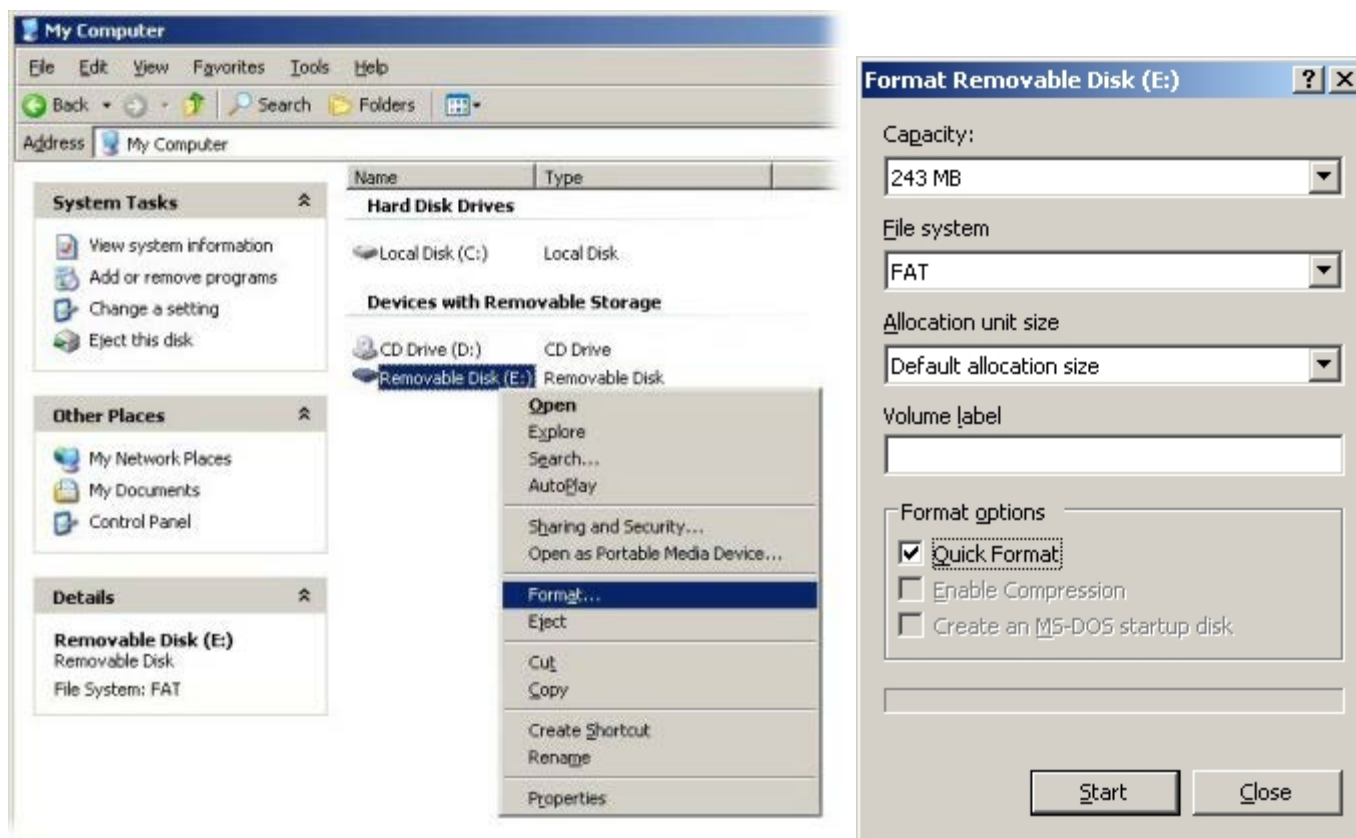 My Computer
File Edit View Favorites Tools Help
Back Search Folders
Address My Computer
System Tasks
View system information
Add or remove programs
Change a setting
Eject this disk
Other Places
My Network Places
My Documents
Control Panel
Details
Removable Disk (E:)
Removable Disk
File System: FAT
Name Type
Hard Disk Drives
Local Disk (C:) Local Disk
Devices with Removable Storage
CD Drive (D:) CD Drive
Removable Disk (E:) Removable Disk
Open
Explore
Search...
AutoPlay
Sharing and Security...
Open as Portable Media Device...
Format...
Eject
Cut
Copy
Create Shortcut
Rename
Properties
Format Removable Disk (E:)
Capacity:
243 MB
File system
FAT
Allocation unit size
Default allocation size
Volume label
Format options
Quick Format
Enable Compression
Create an MS-DOS startup disk
Start Close